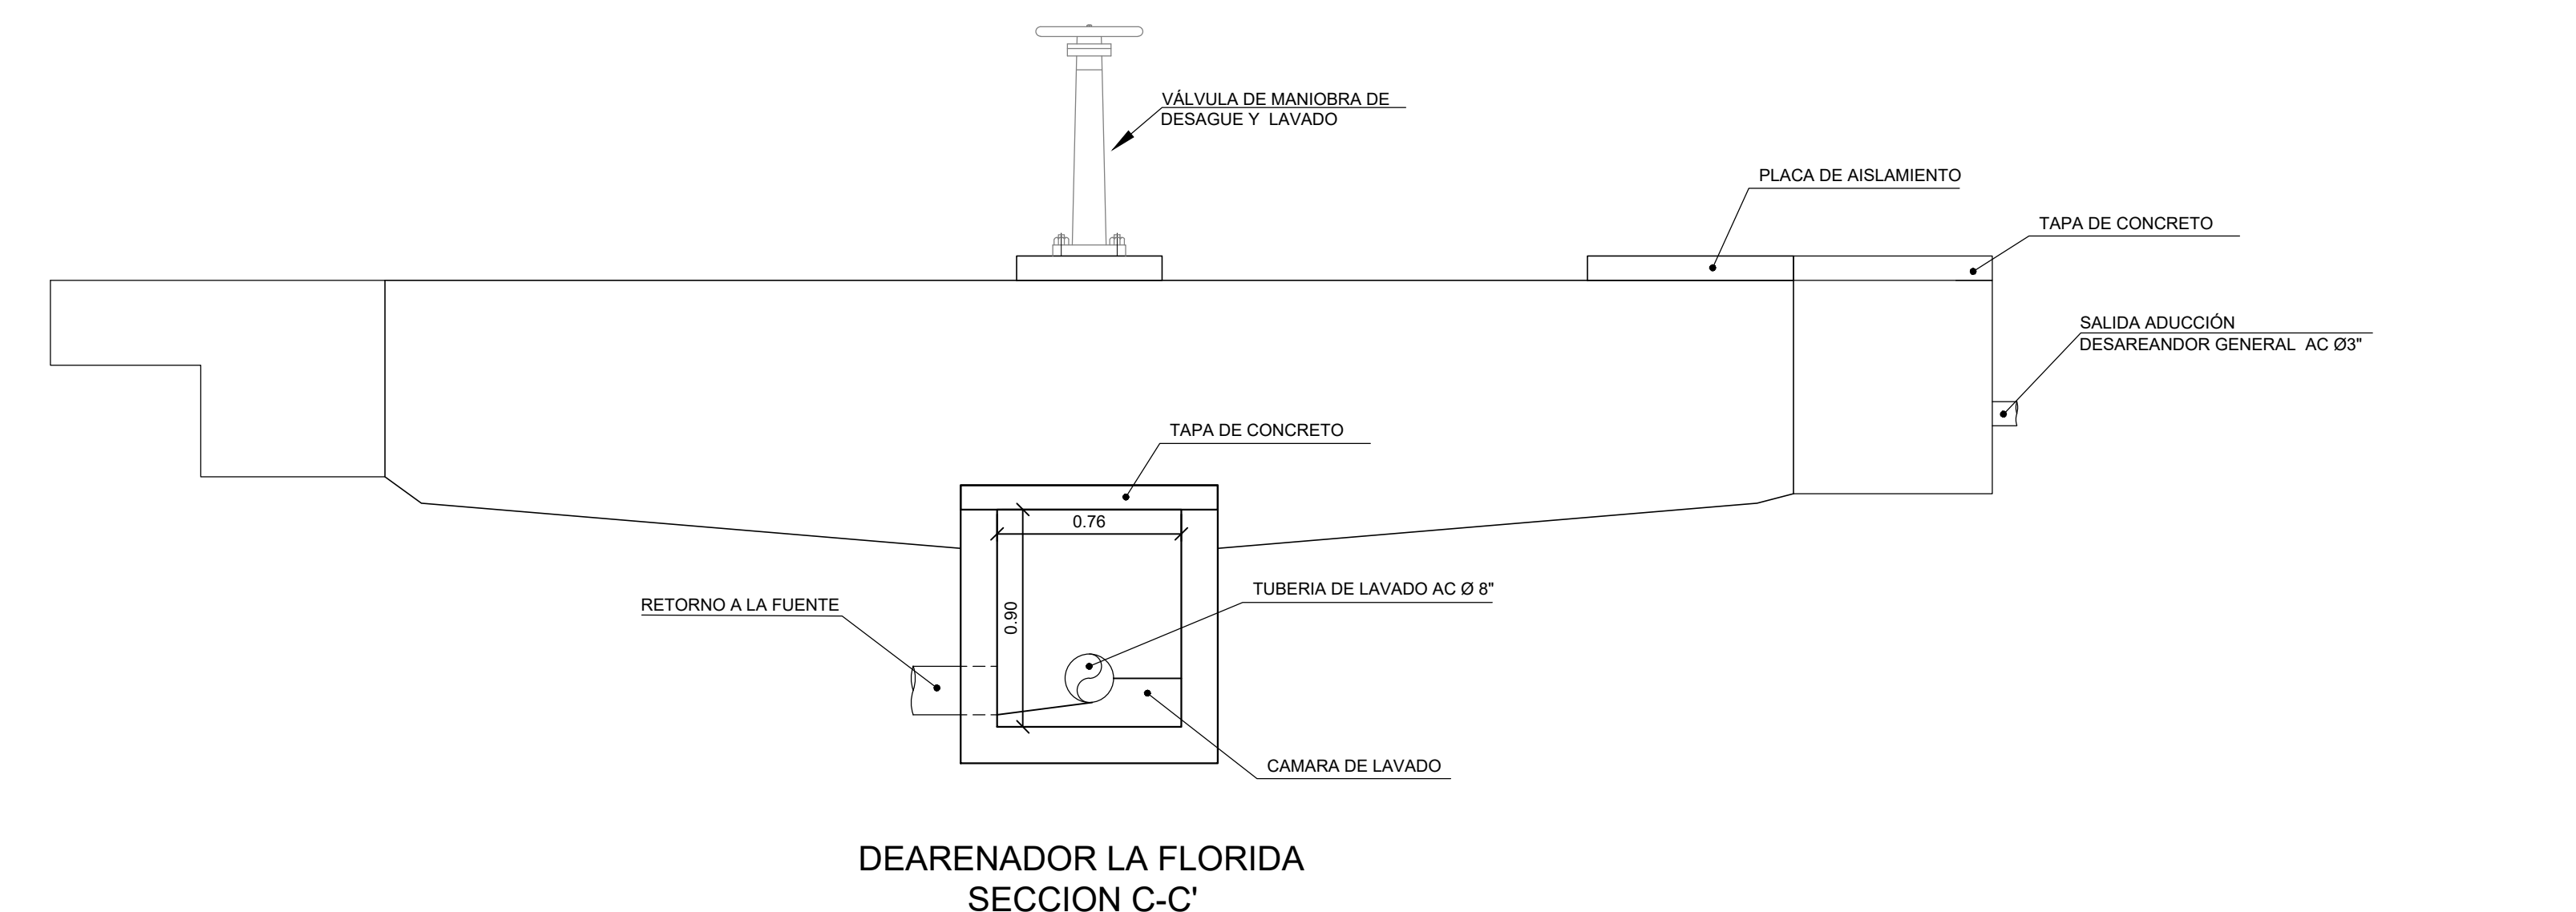 VÁLVULA DE MANIOBRA DE
DESAGUE Y LAVADO
PLACA DE AISLAMIENTO
TAPA DE CONCRETO
SALIDA ADUCCIÓN
DESAREANDOR GENERAL AC Ø3"
TAPA DE CONCRETO
0.76
TUBERIA DE LAVADO AC Ø 8"
RETORNO A LA FUENTE
0.90
CAMARA DE LAVADO
DEARENADOR LA FLORIDA
SECCION C-C'